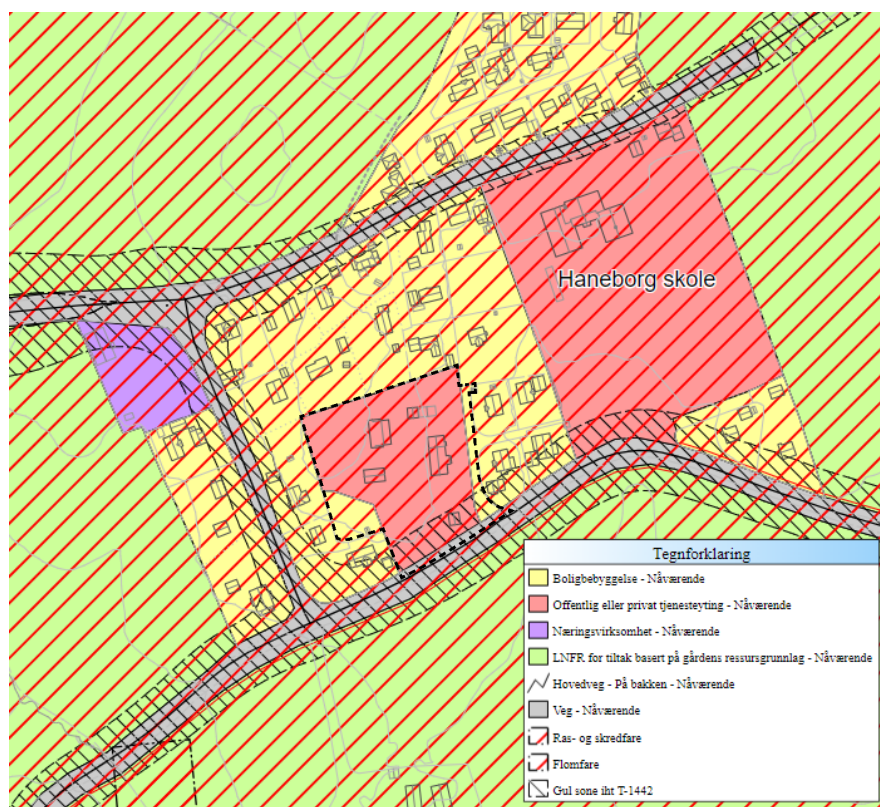 Haneborg skole
Tegnforklaring
Boligbebyggelse - Nåværende
Offentlig eller privat tjenesteyting - Nåværende
Næringsvirksomhet - Nåværende
LNFR for tiltak basert på gårdens ressursgrunnlag - Nåværende
Hovedveg - På bakken - Nåværende
Veg - Nåværende
Ras- og skredfare
Flomfare
Gul sone iht T-1442